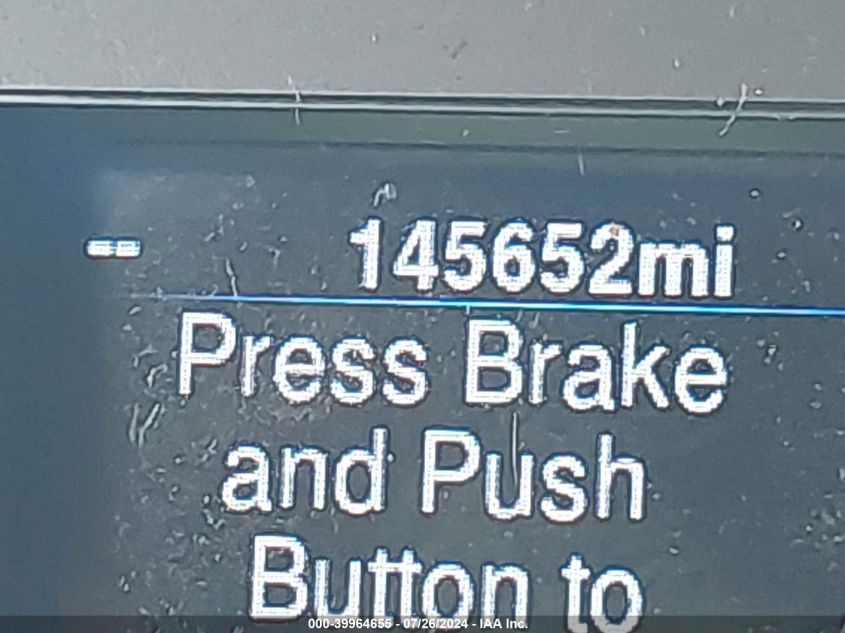 -- 145652mi
Press Brake
and Push
Button to
000-39964655 - 07/26/2024 - IAA Inc.